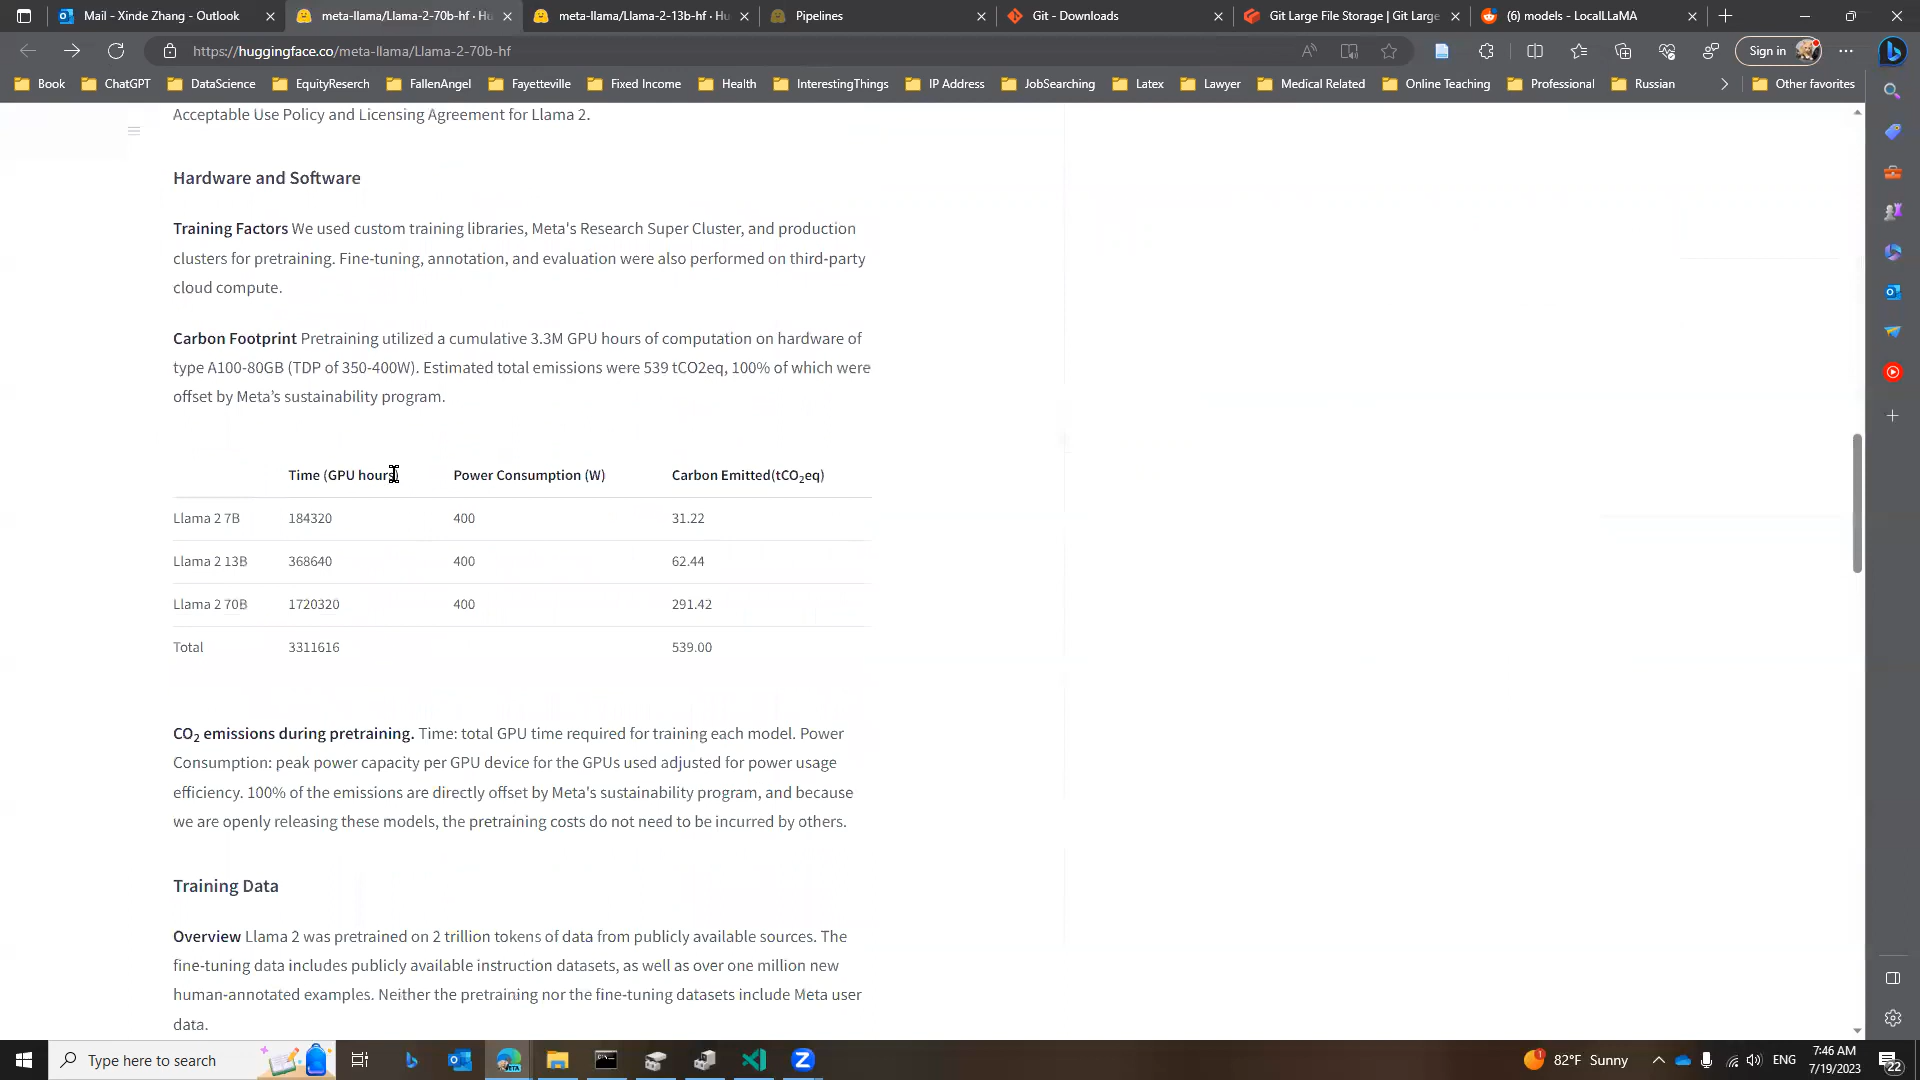 Mail - Xinde Zhang - Outlook
meta-llama/Llama-2-70b-hf · Hu
meta-llama/Llama-2-13b-hf · Hu
Pipelines
Git - Downloads
Git Large File Storage | Git Large
(6) models - LocalLLaMA
https://huggingface.co/meta-llama/Llama-2-70b-hf
Sign in
Book
ChatGPT
DataScience
EquityReserch
FallenAngel
Fayetteville
Fixed Income
Health
InterestingThings
IP Address
JobSearching
Latex
Lawyer
Medical Related
Online Teaching
Professional
Russian
Other favorites
Acceptable Use Policy and Licensing Agreement for Llama 2.
Hardware and Software
Training Factors We used custom training libraries, Meta's Research Super Cluster, and production
clusters for pretraining. Fine-tuning, annotation, and evaluation were also performed on third-party
cloud compute.
Carbon Footprint Pretraining utilized a cumulative 3.3M GPU hours of computation on hardware of
type A100-80GB (TDP of 350-400W). Estimated total emissions were 539 tCO2eq, 100% of which were
offset by Meta’s sustainability program.
Time (GPU hours) Power Consumption (W) Carbon Emitted(tCO₂eq)
Llama 2 7B 184320 400 31.22
Llama 2 13B 368640 400 62.44
Llama 2 70B 1720320 400 291.42
Total 3311616 539.00
CO₂ emissions during pretraining. Time: total GPU time required for training each model. Power
Consumption: peak power capacity per GPU device for the GPUs used adjusted for power usage
efficiency. 100% of the emissions are directly offset by Meta's sustainability program, and because
we are openly releasing these models, the pretraining costs do not need to be incurred by others.
Training Data
Overview Llama 2 was pretrained on 2 trillion tokens of data from publicly available sources. The
fine-tuning data includes publicly available instruction datasets, as well as over one million new
human-annotated examples. Neither the pretraining nor the fine-tuning datasets include Meta user
data.
Type here to search
82°F Sunny
ENG
7:46 AM
7/19/2023
22